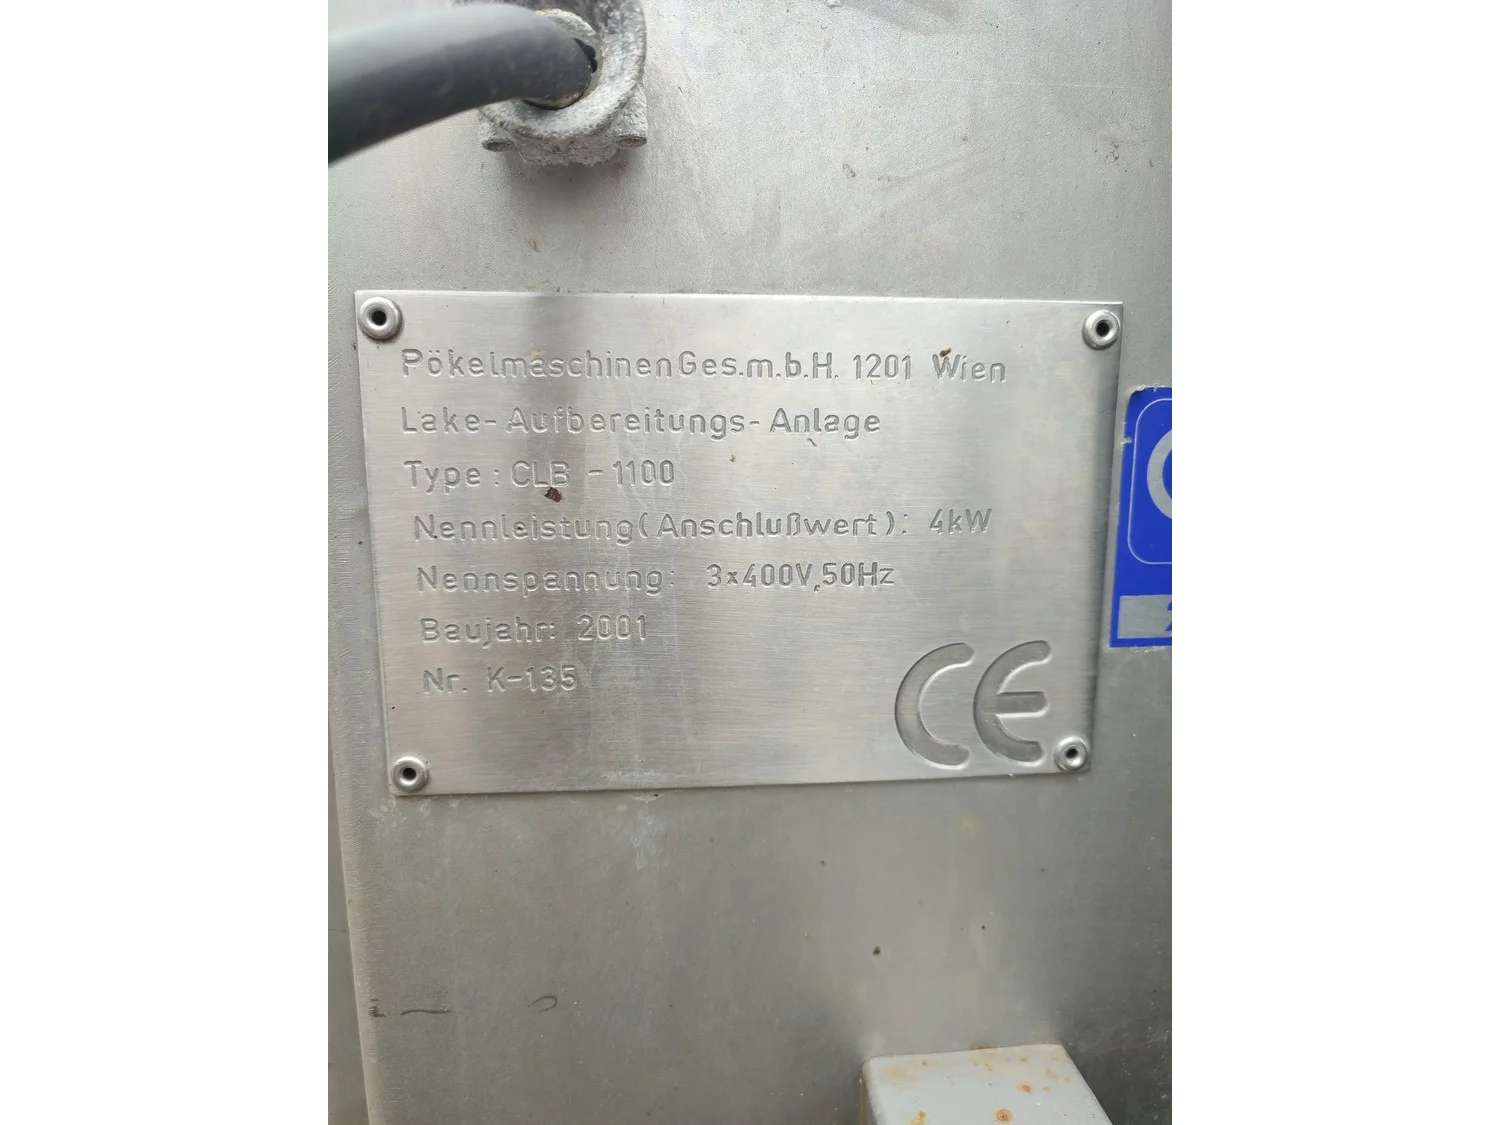 Pökelmaschinen Ges.m.b.H. 1201 Wien
Lake-Aufbereitungs-Anlage
Type: CLB -1100
Nennleistung (Anschlußwert): 4kW
Nennspannung: 3x400V, 50Hz
Baujahr: 2001
Nr. K-135
CE